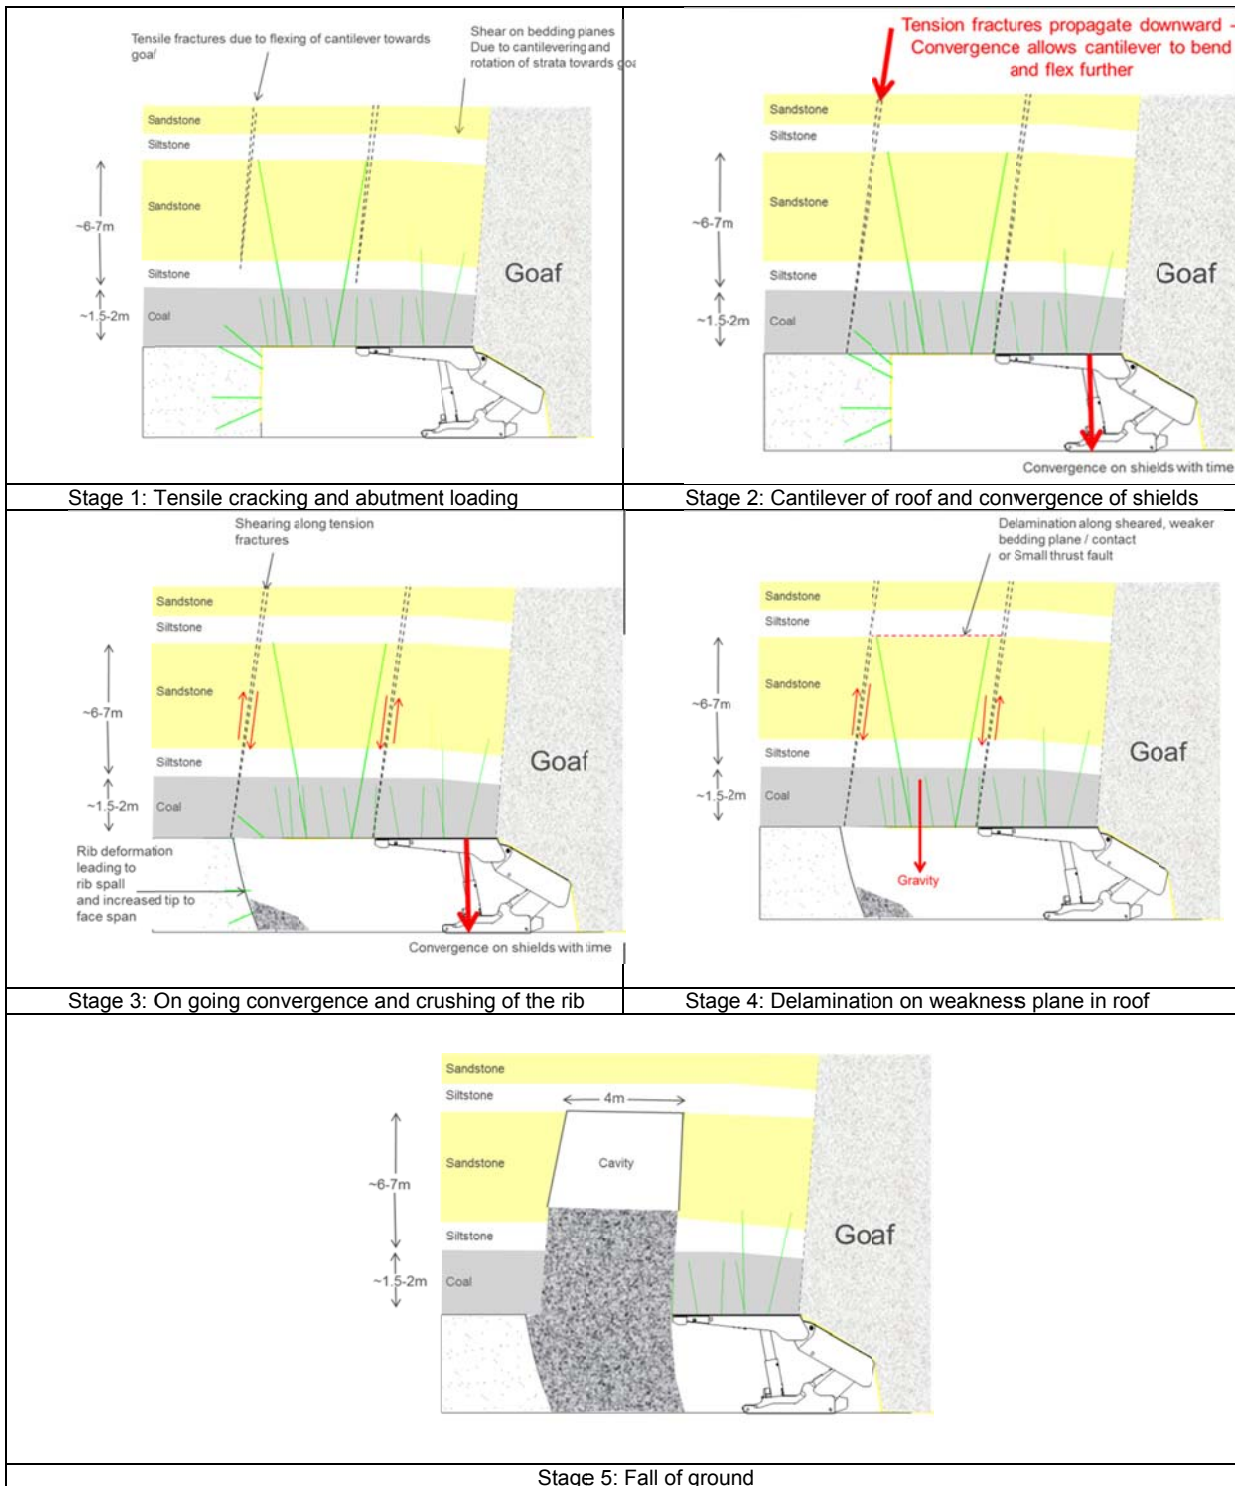 Tensile fractures due to flexing of cantilever towards
goaf
Shear on bedding panes
Due to cantilevering and
rotation of strata towards goa
Sandstone
Siltstone
Sandstone
~6-7m
Siltstone
~1.5-2m
Coal
Goaf
Stage 1: Tensile cracking and abutment loading
Tension fractures propagate downward -
Convergence allows cantilever to bend
and flex further
Sandstone
Siltstone
Sandstone
~6-7m
Siltstone
~1.5-2m
Coal
Goaf
Convergence on shields with time
Stage 2: Cantilever of roof and convergence of shields
Shearing along tension
fractures
Sandstone
Siltstone
Sandstone
~6-7m
Siltstone
~1.5-2m
Coal
Goaf
Rib deformation
leading to
rib spall
and increased tip to
face span
Convergence on shields with time
Stage 3: On going convergence and crushing of the rib
Delamination along sheared, weaker
bedding plane / contact
or Small thrust fault
Sandstone
Siltstone
Sandstone
~6-7m
Siltstone
~1.5-2m
Coal
Goaf
Gravity
Stage 4: Delamination on weakness plane in roof
Sandstone
Siltstone
4m
Sandstone
Cavity
~6-7m
Siltstone
~1.5-2m
Coal
Goaf
Stage 5: Fall of ground